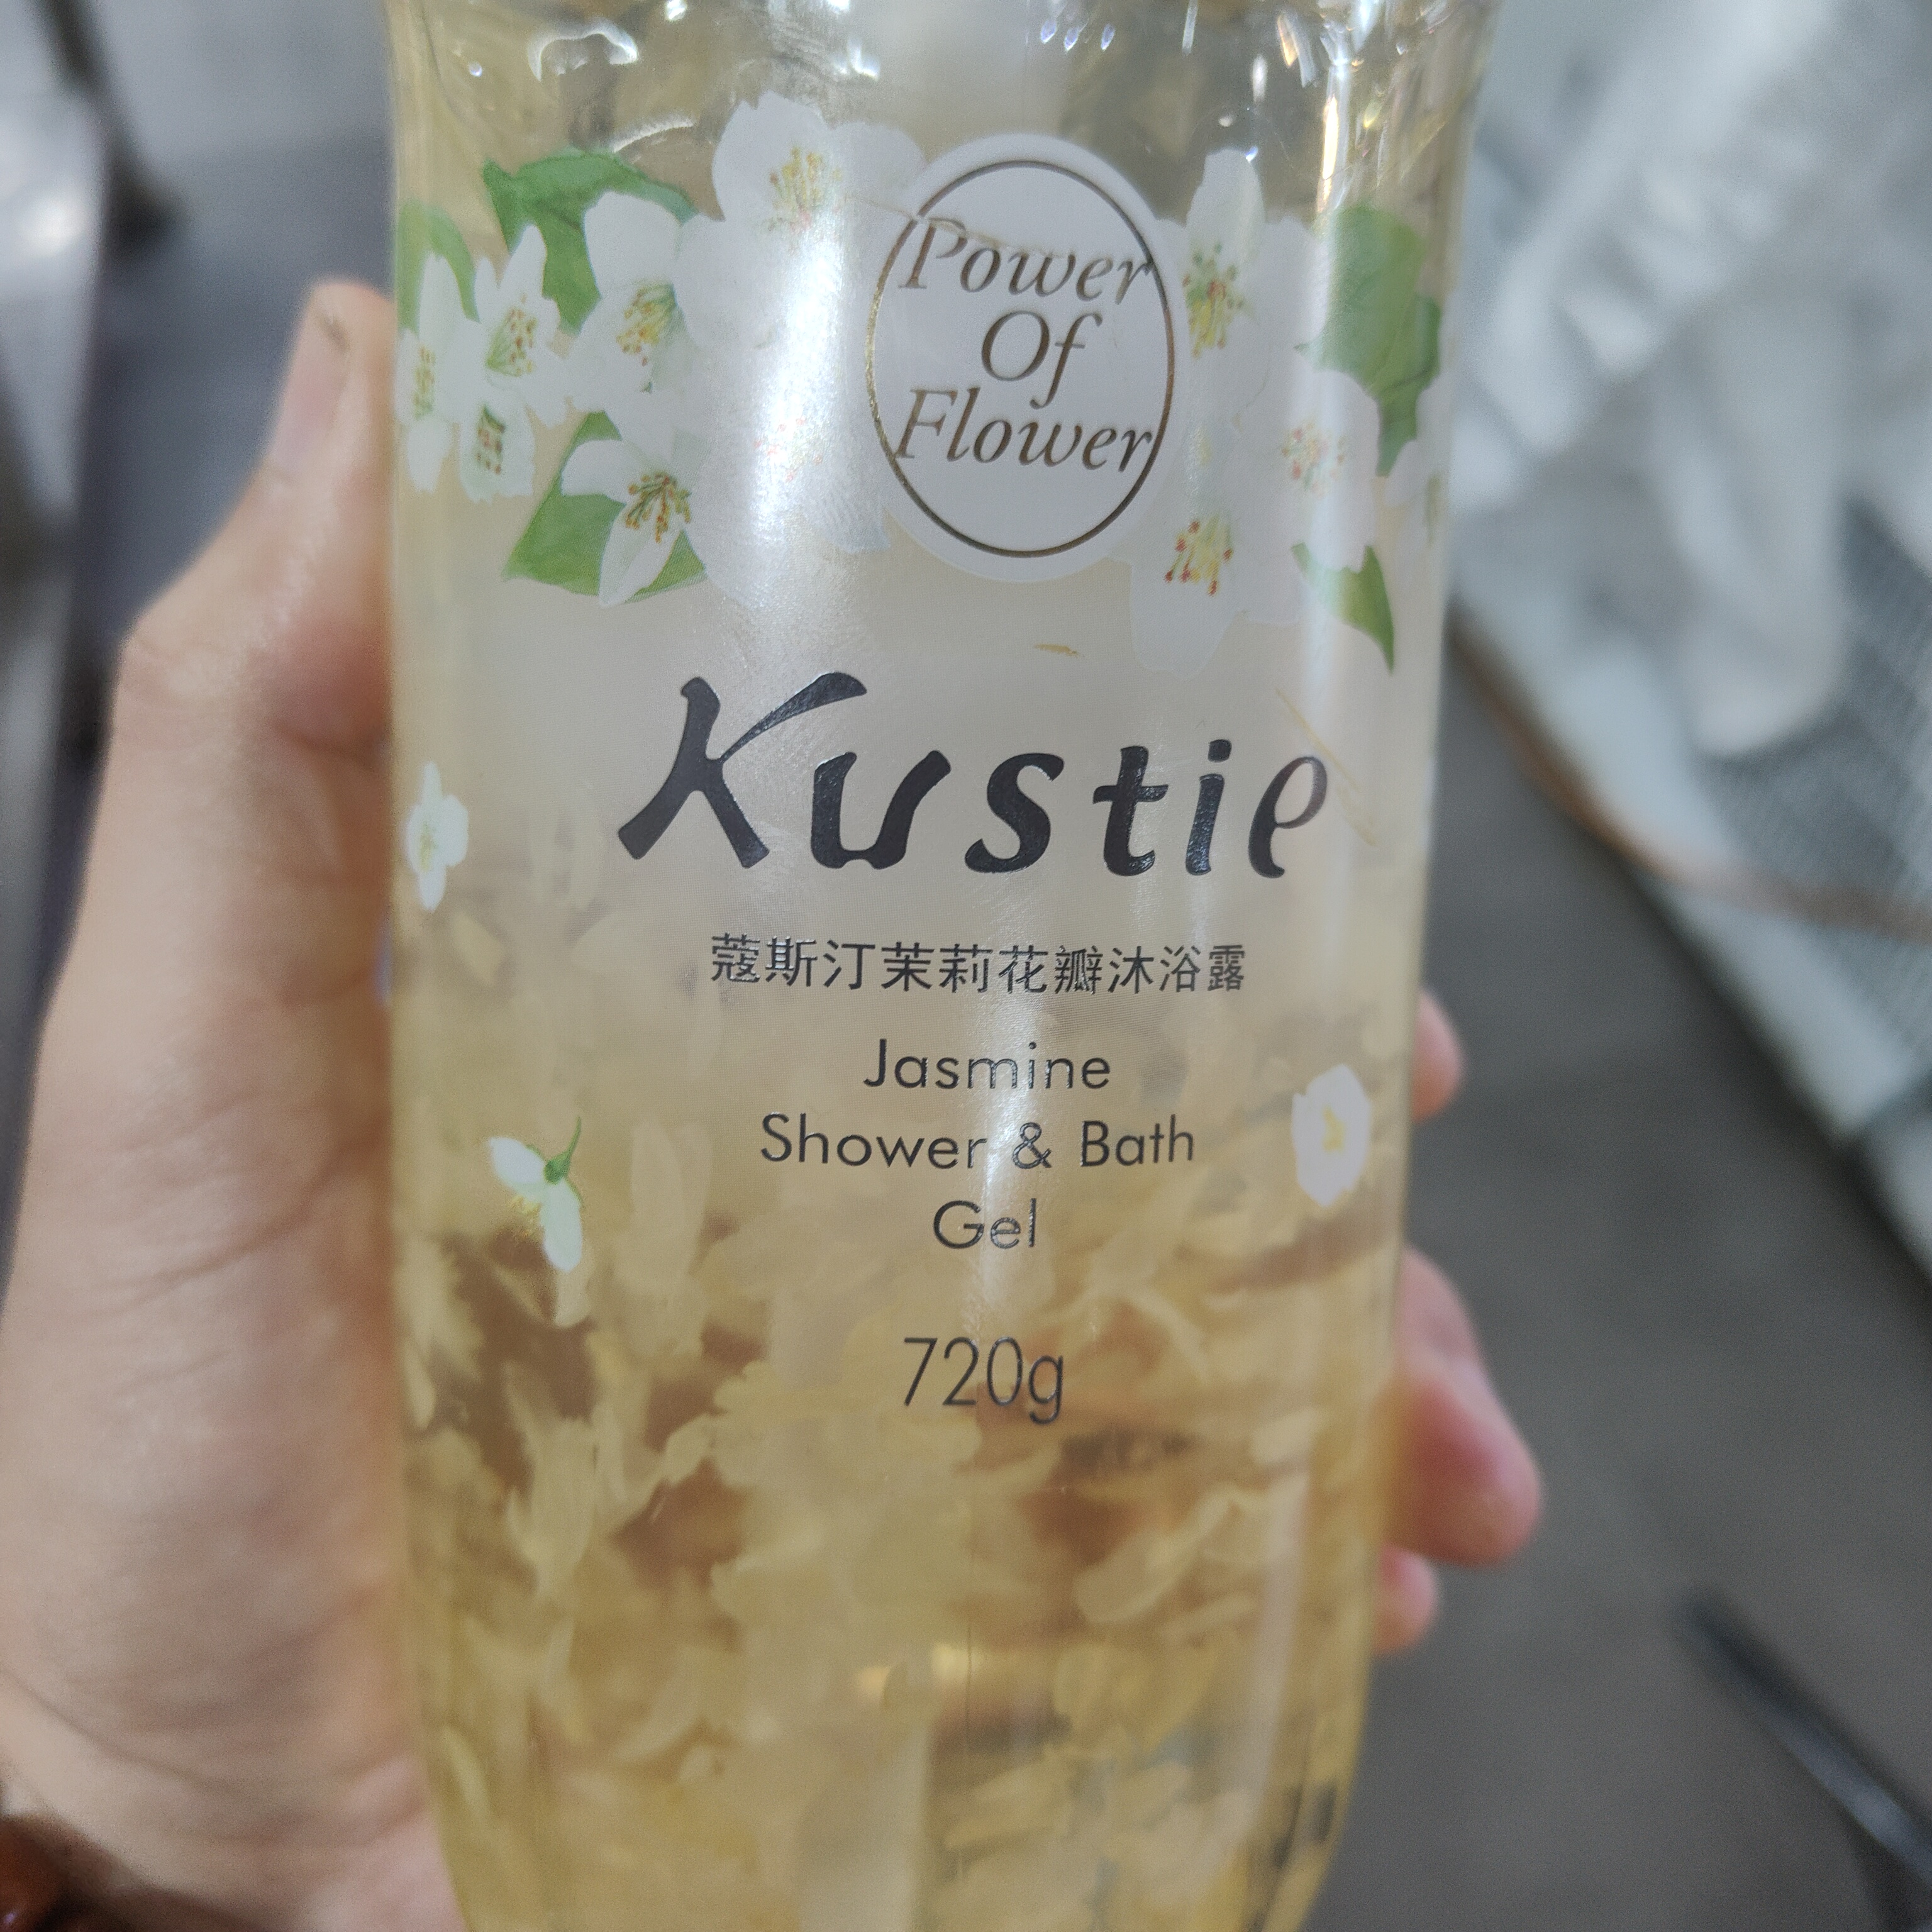 Power
Of
Flower
Kustie
蔻斯汀茉莉花瓣沐浴露
Jasmine
Shower & Bath
Gel
720g